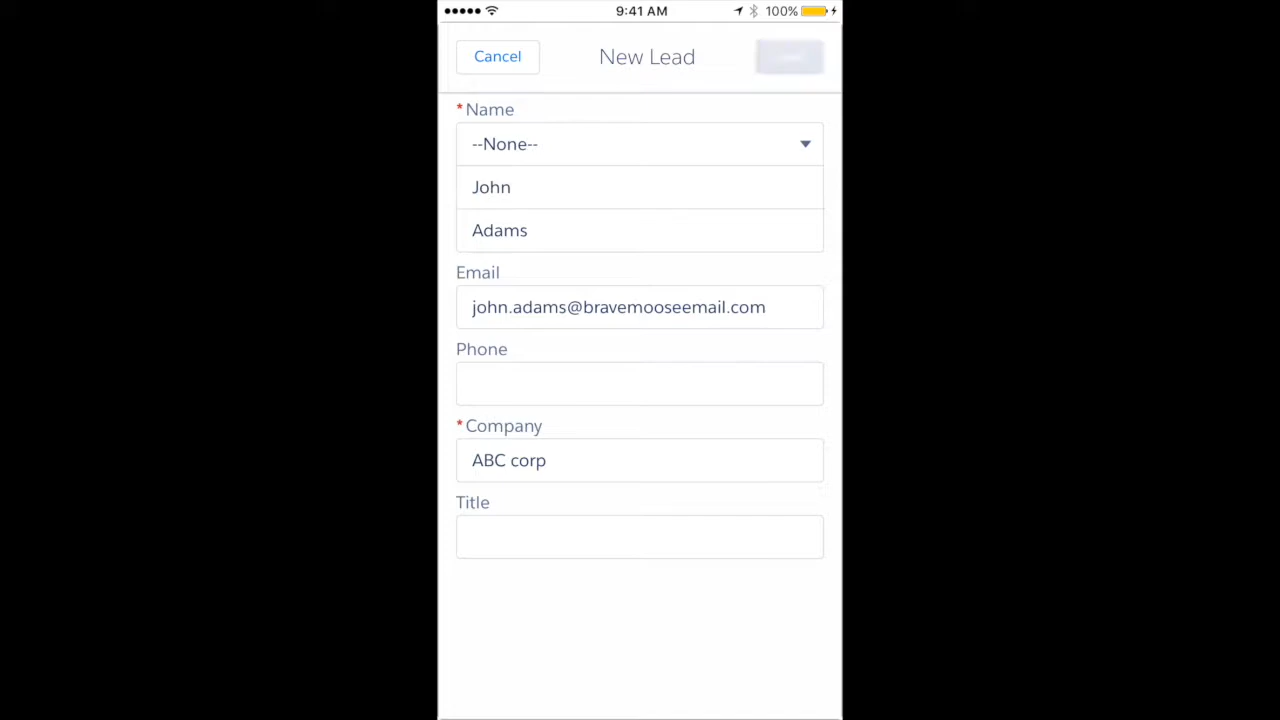 9:41 AM 100%
Cancel New Lead
*Name
--None--
John
Adams
Email
john.adams@bravemooseemail.com
Phone
*Company
ABC corp
Title